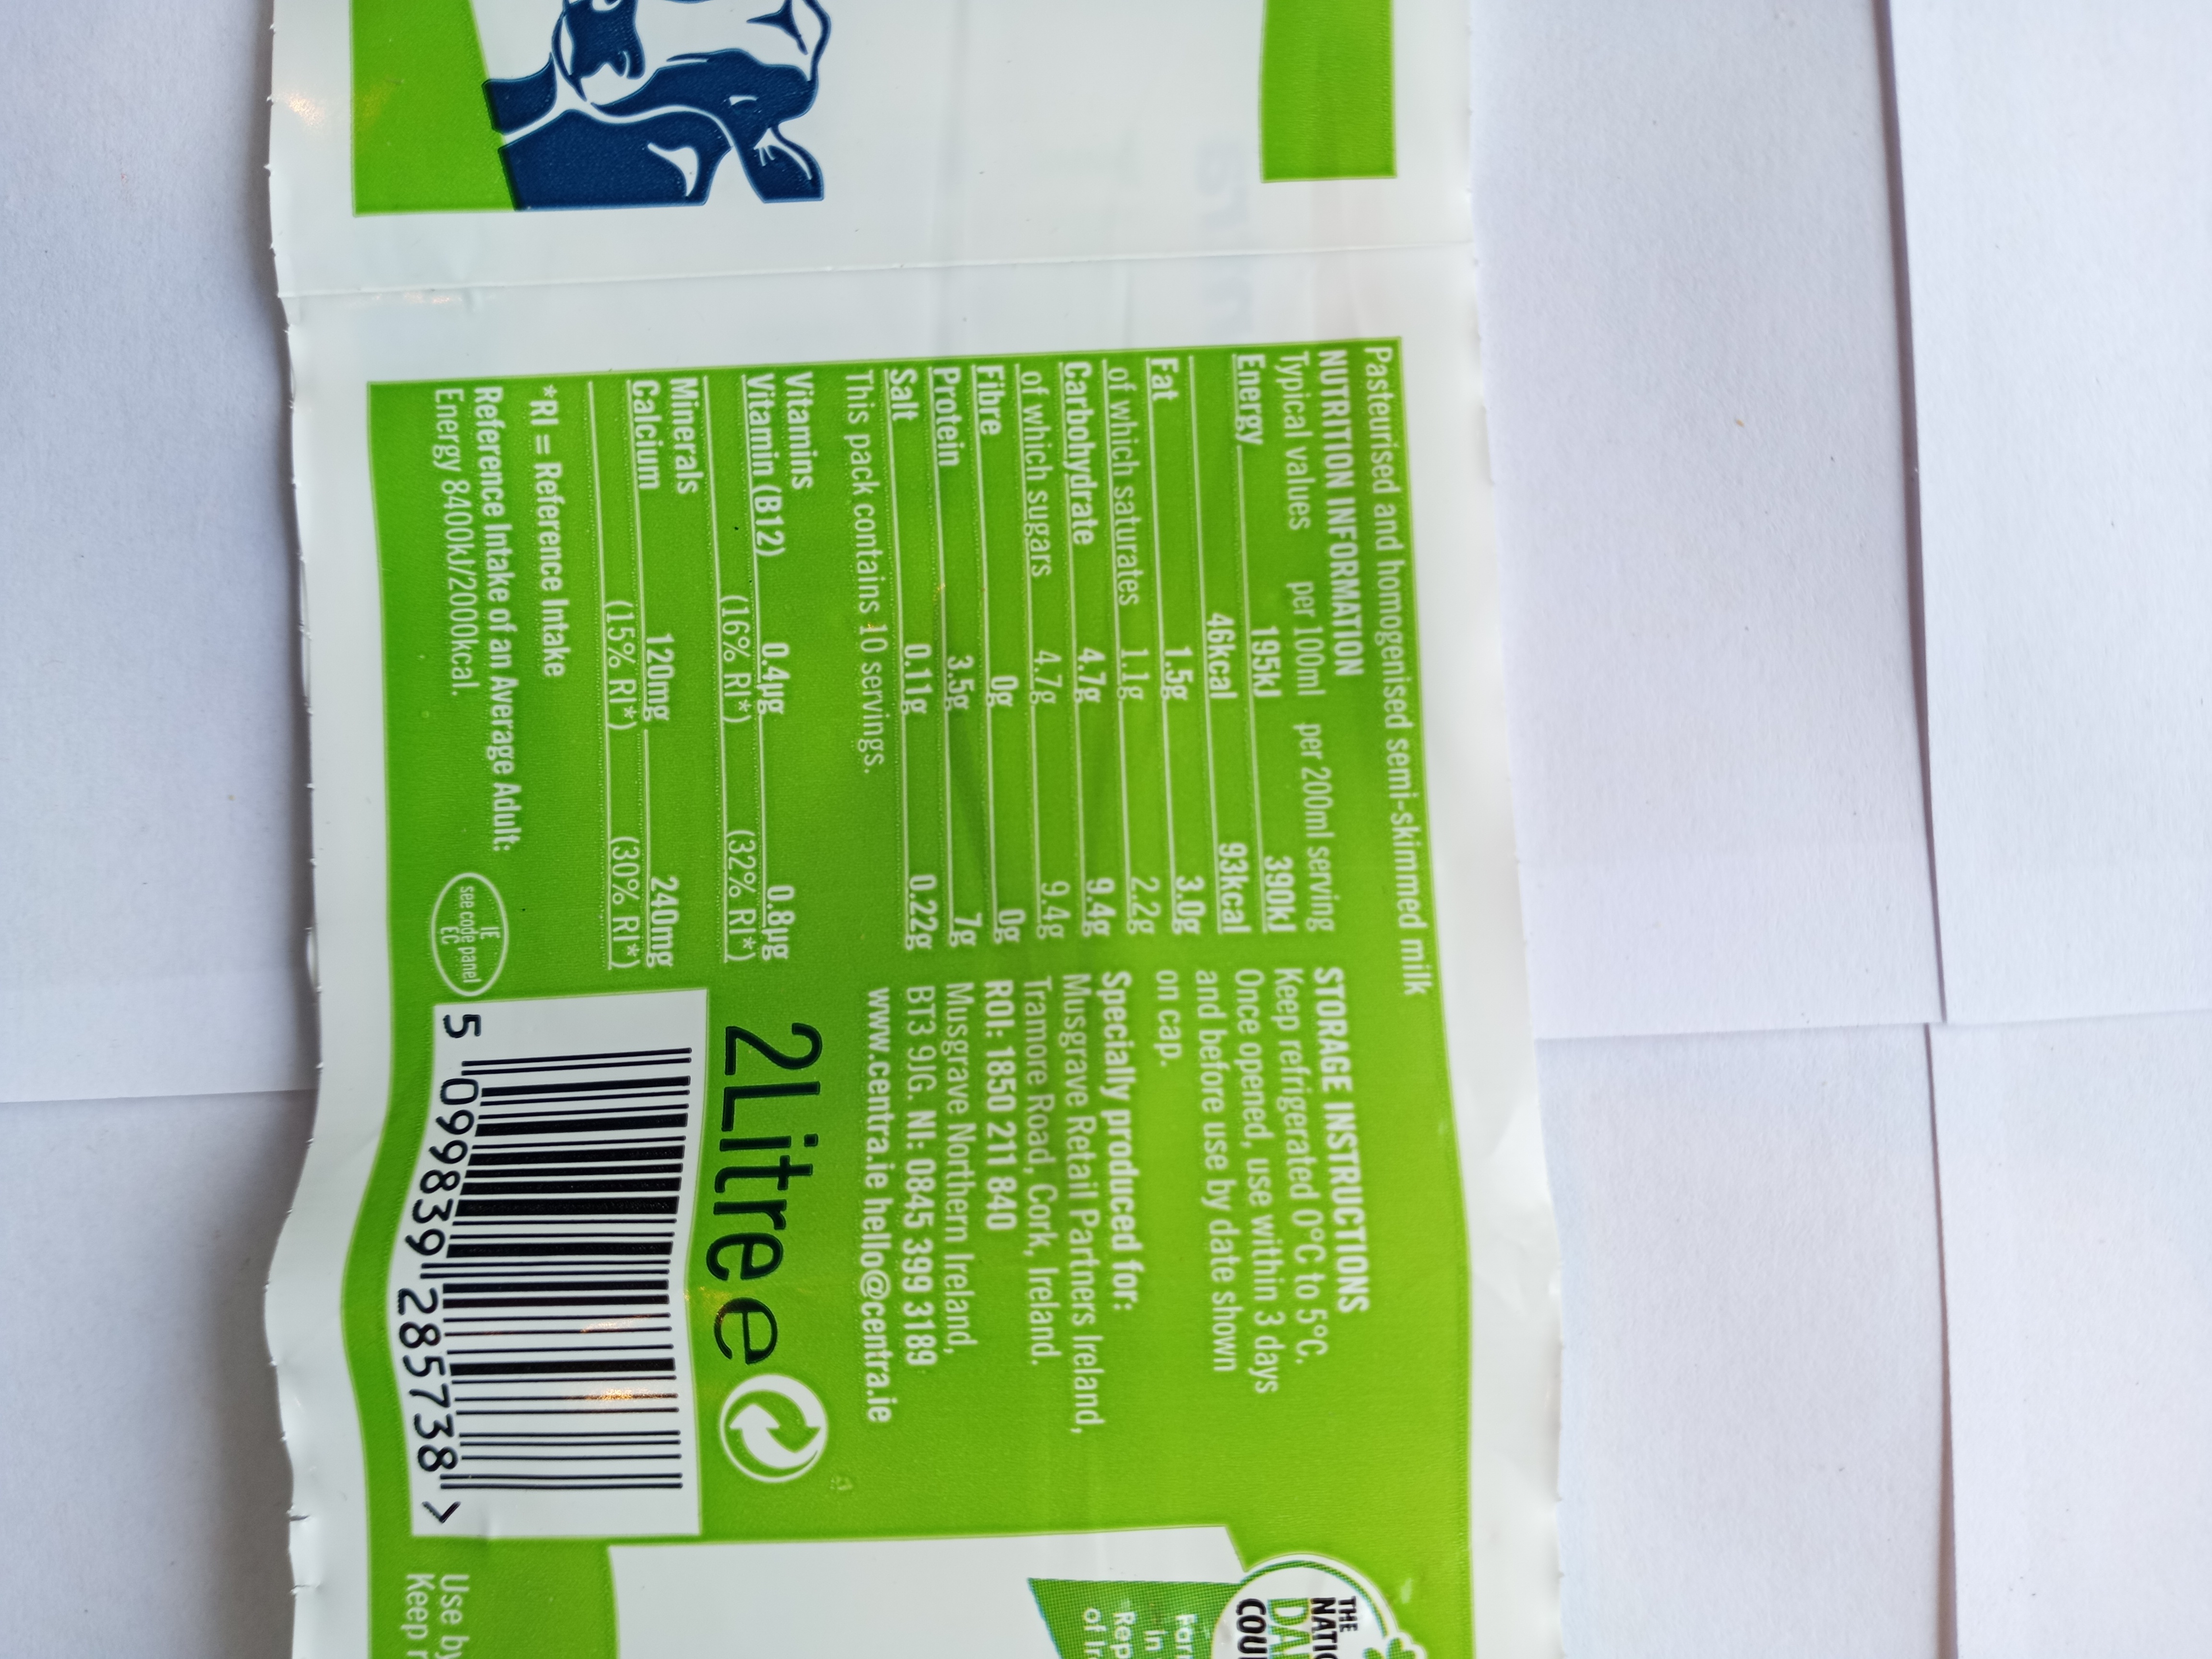 Pasteurised and homogenised semi-skimmed milk
NUTRITION INFORMATION
Typical values per 100ml per 200ml serving
Energy 195kJ 390kJ
46kcal 93kcal
Fat 1.5g 3.0g
of which saturates 1.1g 2.2g
Carbohydrate 4.7g 9.4g
of which sugars 4.7g 9.4g
Fibre 0g 0g
Protein 3.5g 7g
Salt 0.11g 0.22g
This pack contains 10 servings.
Vitamins
Vitamin (B12) 0.4µg 0.8µg
(16% RI*) (32% RI*)
Minerals
Calcium 120mg 240mg
(15% RI*) (30% RI*)
*RI = Reference Intake
Reference Intake of an Average Adult:
Energy 8400kJ/2000kcal.
IE
see code panel
EC
STORAGE INSTRUCTIONS
Keep refrigerated 0°C to 5°C.
Once opened, use within 3 days
and before use by date shown
on cap.
Specially produced for:
Musgrave Retail Partners Ireland,
Tramore Road, Cork, Ireland.
ROI: 1850 211 840
Musgrave Northern Ireland,
BT3 9JG. NI: 0845 399 3189
www.centra.ie hello@centra.ie
2Litre e
5 099839 285738 >
THE
in
of
Use by
Keep